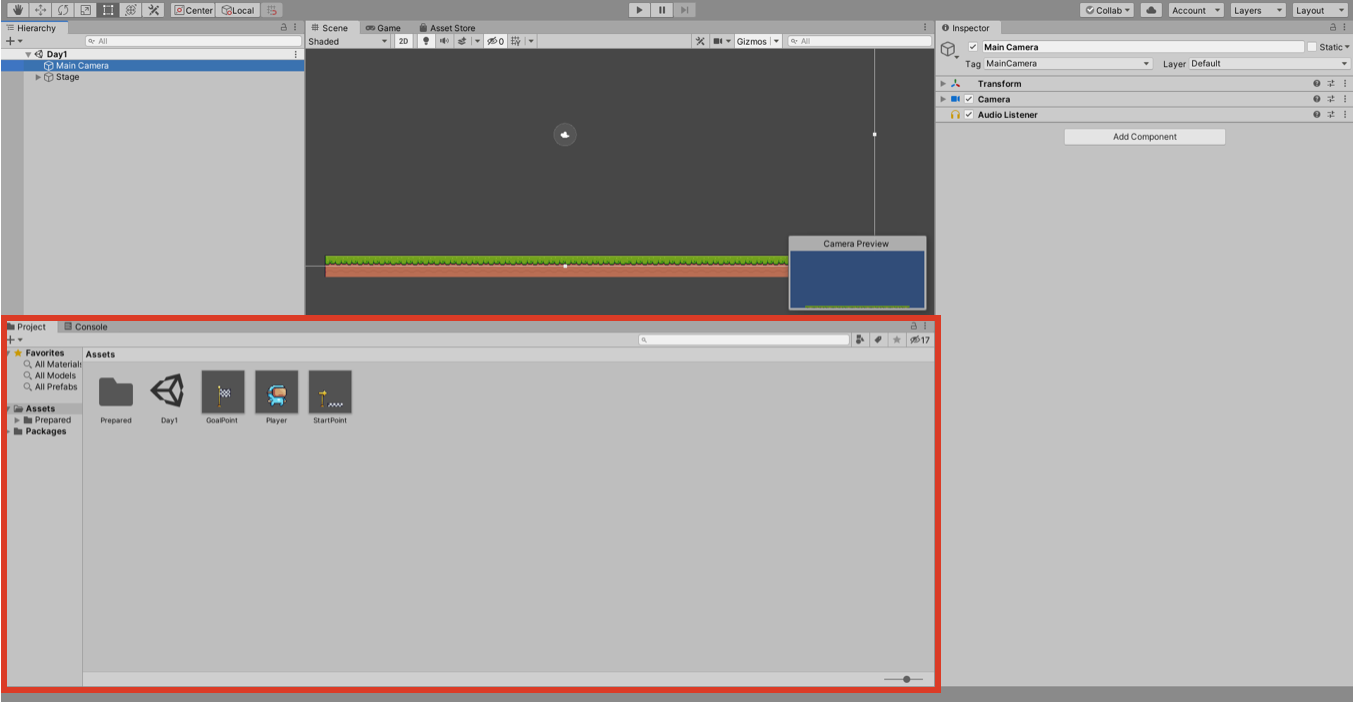 Center Local
Collab Account Layers Layout
Hierarchy
All
Day1
Main Camera
Stage
Scene Game Asset Store
Shaded 2D 0 Gizmos All
Camera Preview
Inspector
Main Camera Static
Tag MainCamera Layer Default
Transform
Camera
Audio Listener
Add Component
Project Console
17
Favorites
All Materials
All Models
All Prefabs
Assets
Prepared
Packages
Assets
Prepared Day1 GoalPoint Player StartPoint